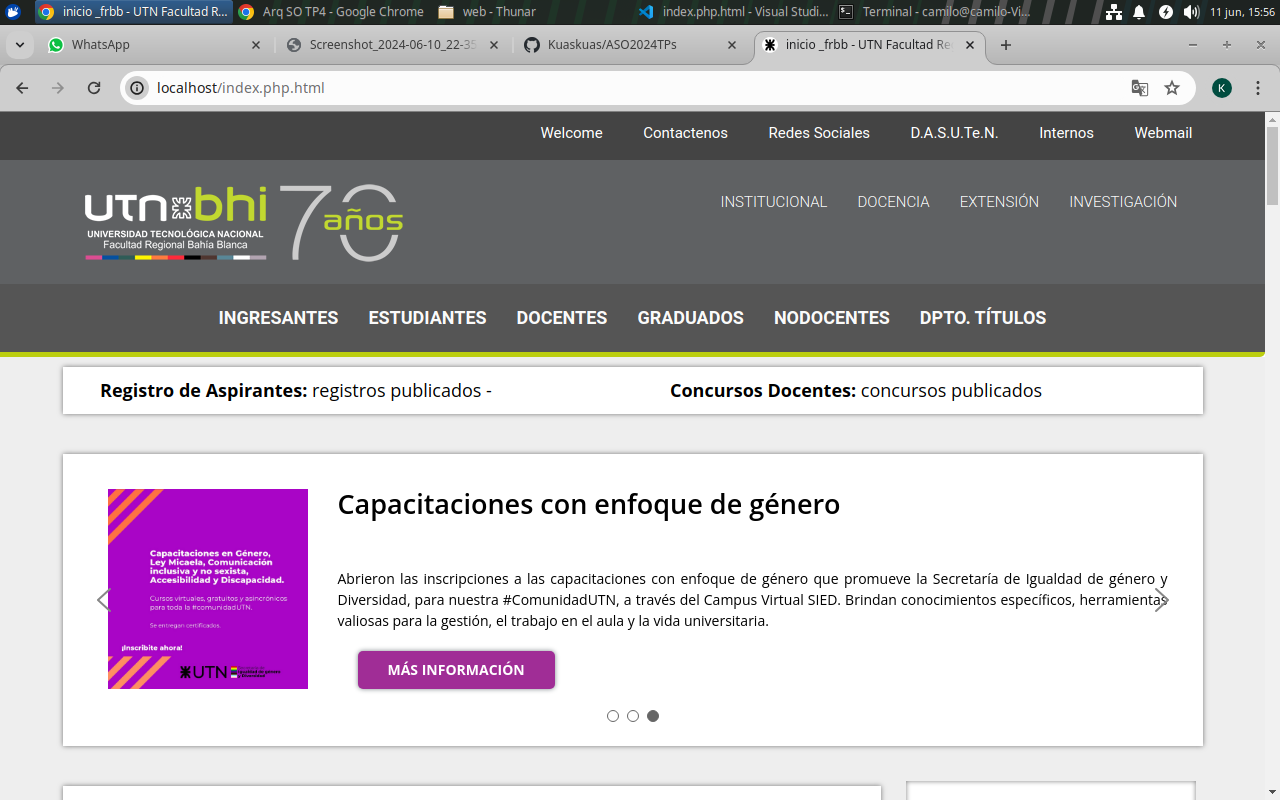 inicio _frbb - UTN Facultad R...
Arq SO TP4 - Google Chrome
web - Thunar
index.php.html - Visual Studi...
Terminal - camilo@camilo-Vi...
11 jun, 15:56
WhatsApp
Screenshot_2024-06-10_22-35
Kuaskuas/ASO2024TPs
inicio _frbb - UTN Facultad Re
localhost/index.php.html
K
Welcome
Contactenos
Redes Sociales
D.A.S.U.Te.N.
Internos
Webmail
utn bhi 70 años
UNIVERSIDAD TECNOLÓGICA NACIONAL
Facultad Regional Bahía Blanca
INSTITUCIONAL
DOCENCIA
EXTENSIÓN
INVESTIGACIÓN
INGRESANTES
ESTUDIANTES
DOCENTES
GRADUADOS
NODOCENTES
DPTO. TÍTULOS
Registro de Aspirantes: registros publicados -
Concursos Docentes: concursos publicados
Capacitaciones en Género,
Ley Micaela, Comunicación
inclusiva y no sexista,
Accesibilidad y Discapacidad.
Cursos virtuales, gratuitos y asincrónicos
para toda la #comunidadUTN.
Se entregan certificados.
¡Inscribite ahora!
UTN
Capacitaciones con enfoque de género
Abrieron las inscripciones a las capacitaciones con enfoque de género que promueve la Secretaría de Igualdad de género y
Diversidad, para nuestra #ComunidadUTN, a través del Campus Virtual SIED. Brindan conocimientos específicos, herramientas
valiosas para la gestión, el trabajo en el aula y la vida universitaria.
MÁS INFORMACIÓN